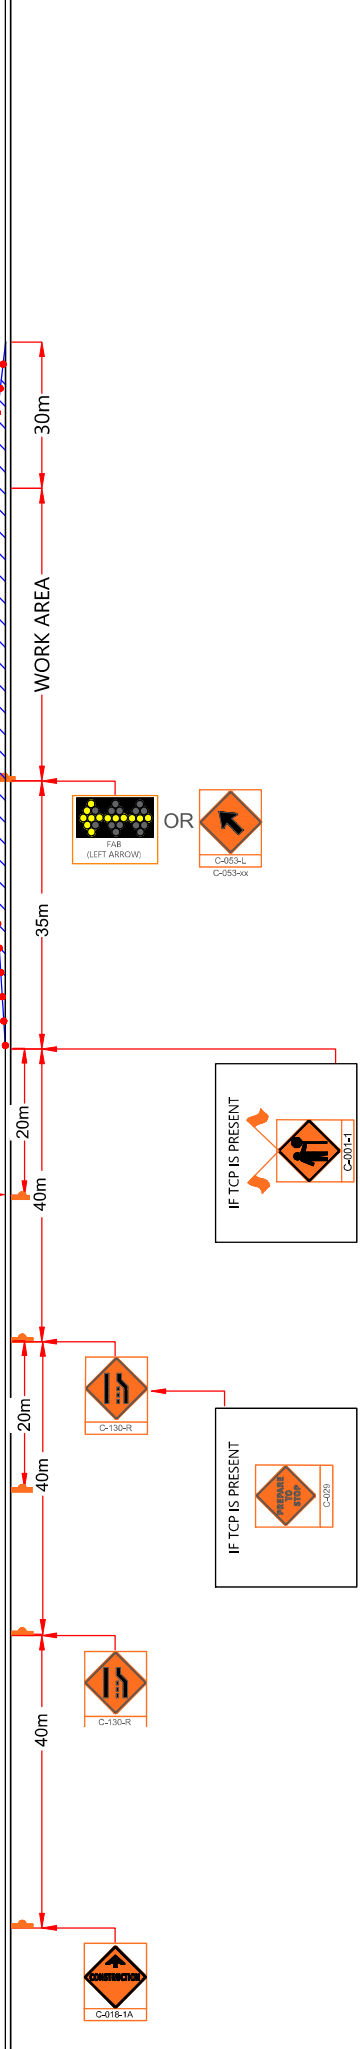 30m
WORK AREA
FAB
(LEFT ARROW)
OR
C-053-L
C-053-xx
35m
20m
40m
IF TCP IS PRESENT
C-001-1
C-130-R
20m
40m
IF TCP IS PRESENT
PREPARE
TO
STOP
C-029
C-130-R
40m
CONSTRUCTION
C-018-1A